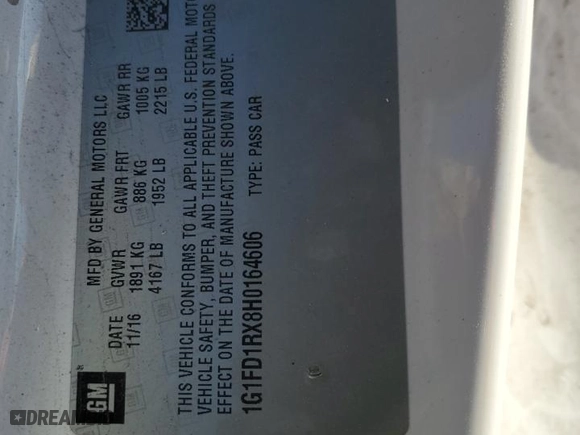 MFD BY GENERAL MOTORS LLC
DATE GVWR GAWR FRT GAWR RR
11/16 1891 KG 886 KG 1005 KG
4167 LB 1952 LB 2215 LB
THIS VEHICLE CONFORMS TO ALL APPLICABLE U.S. FEDERAL MOT
VEHICLE SAFETY, BUMPER, AND THEFT PREVENTION STANDARDS
EFFECT ON THE DATE OF MANUFACTURE SHOWN ABOVE.
1G1FD1RX8H0164606 TYPE: PASS CAR
GM
DREAMBID